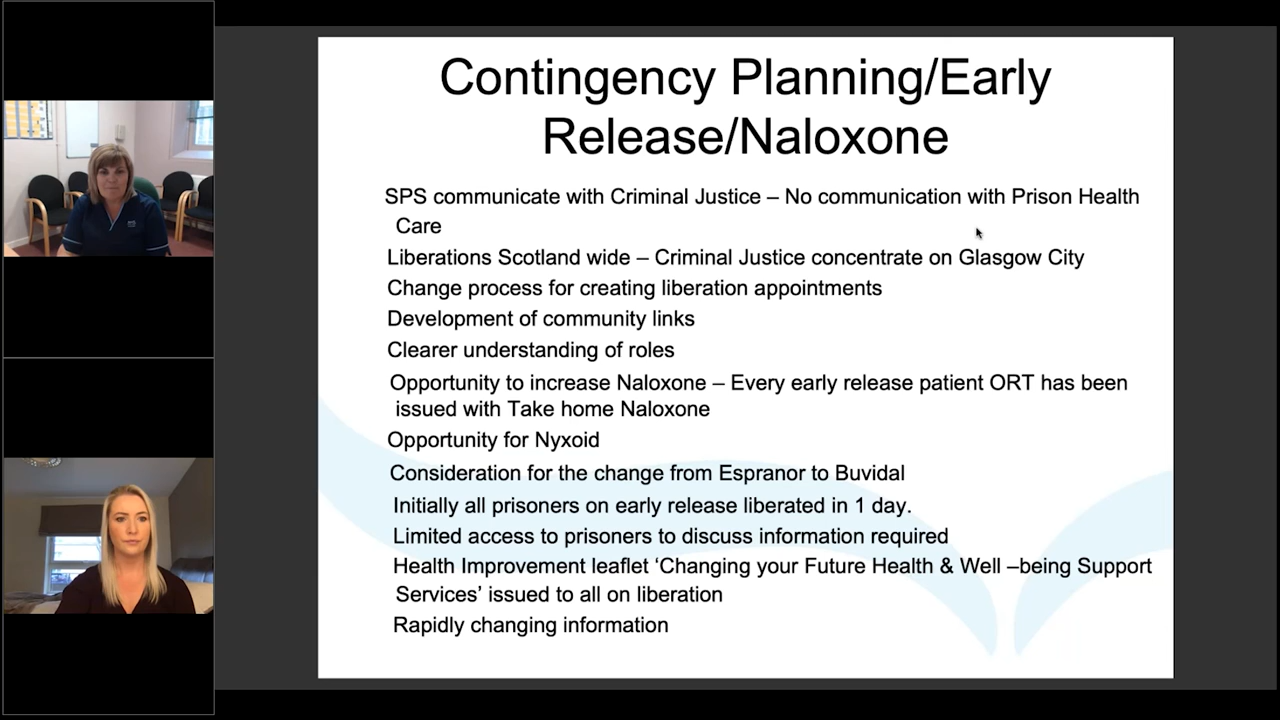 Contingency Planning/Early
Release/Naloxone
SPS communicate with Criminal Justice – No communication with Prison Health
Care
Liberations Scotland wide – Criminal Justice concentrate on Glasgow City
Change process for creating liberation appointments
Development of community links
Clearer understanding of roles
Opportunity to increase Naloxone – Every early release patient ORT has been
issued with Take home Naloxone
Opportunity for Nyxoid
Consideration for the change from Espranor to Buvidal
Initially all prisoners on early release liberated in 1 day.
Limited access to prisoners to discuss information required
Health Improvement leaflet ‘Changing your Future Health & Well –being Support
Services’ issued to all on liberation
Rapidly changing information